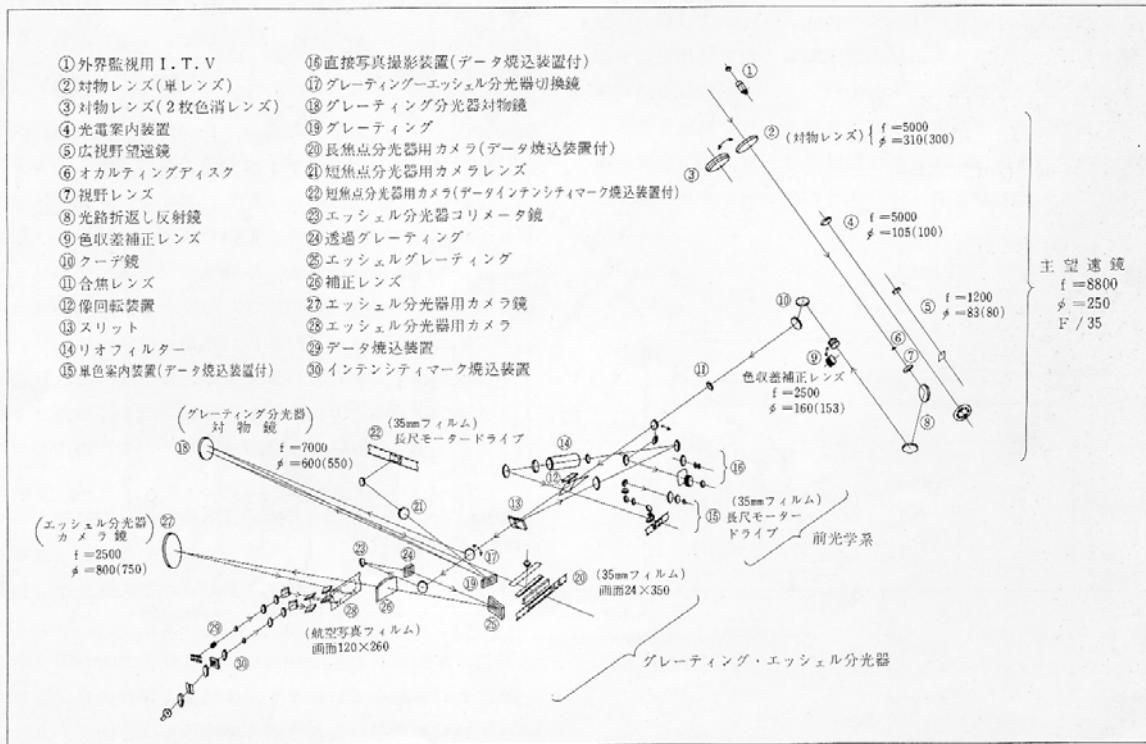 ①外界監視用 I.T.V
②対物レンズ(単レンズ)
③対物レンズ(2枚色消レンズ)
④光電案内装置
⑤広視野望遠鏡
⑥オカルティングディスク
⑦視野レンズ
⑧光路折返し反射鏡
⑨色収差補正レンズ
⑩クーデ鏡
⑪合焦レンズ
⑫像回転装置
⑬スリット
⑭リオフィルター
⑮単色案内装置(データ焼込装置付)
⑯直接写真撮影装置(データ焼込装置付)
⑰グレーティングーエッシェル分光器切換鏡
⑱グレーティング分光器対物鏡
⑲グレーティング
⑳長焦点分光器用カメラ(データ焼込装置付)
㉑短焦点分光器用カメラレンズ
㉒短焦点分光器用カメラ(データインテンシティマーク焼込装置付)
㉓エッシェル分光器コリメータ鏡
㉔透過グレーティング
㉕エッシェルグレーティング
㉖補正レンズ
㉗エッシェル分光器用カメラ鏡
㉘エッシェル分光器用カメラ
㉙データ焼込装置
㉚インテンシティマーク焼込装置
①
②(対物レンズ)
f=5000
φ=310(300)
③
④
f=5000
φ=105(100)
⑤
f=1200
φ=83(80)
主望遠鏡
f=8800
φ=250
F/35
⑥
⑦
⑧
⑨
色収差補正レンズ
f=2500
φ=160(153)
⑩
⑪
⑫
⑬
⑭
⑮
(35mmフィルム)
長尺モーター
ドライブ
⑯
前光学系
⑰
(グレーティング分光器)
対物鏡
⑱
f=7000
φ=600(550)
⑲
⑳
(35mmフィルム)
画面24×350
㉑
㉒
(35mmフィルム)
長尺モータードライブ
㉓
㉔
㉕
㉖
(エッシェル分光器)
カメラ鏡
㉗
f=2500
φ=800(750)
㉘
㉙
㉚
(航空写真フィルム)
画面120×260
グレーティング・エッシェル分光器